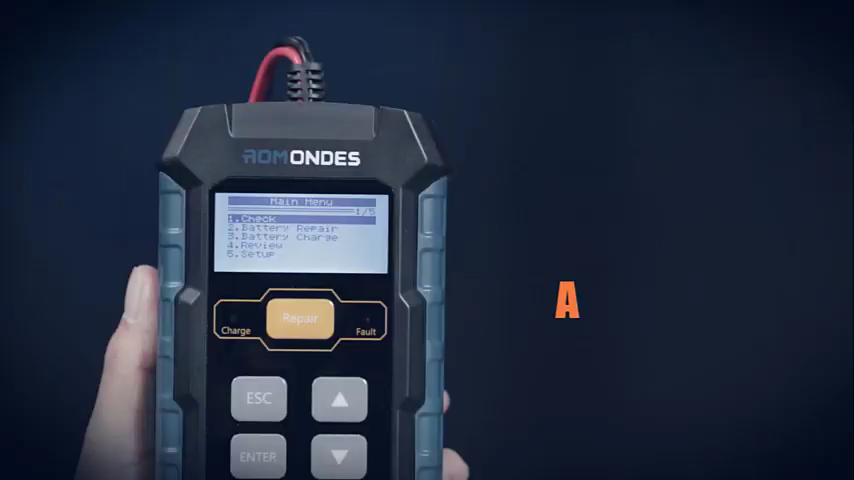 ROMONDES
Main Menu
1/5
1.Check
2.Battery Repair
3.Battery Charge
4.Review
5.Setup
Repair
Charge
Fault
ESC
ENTER
A